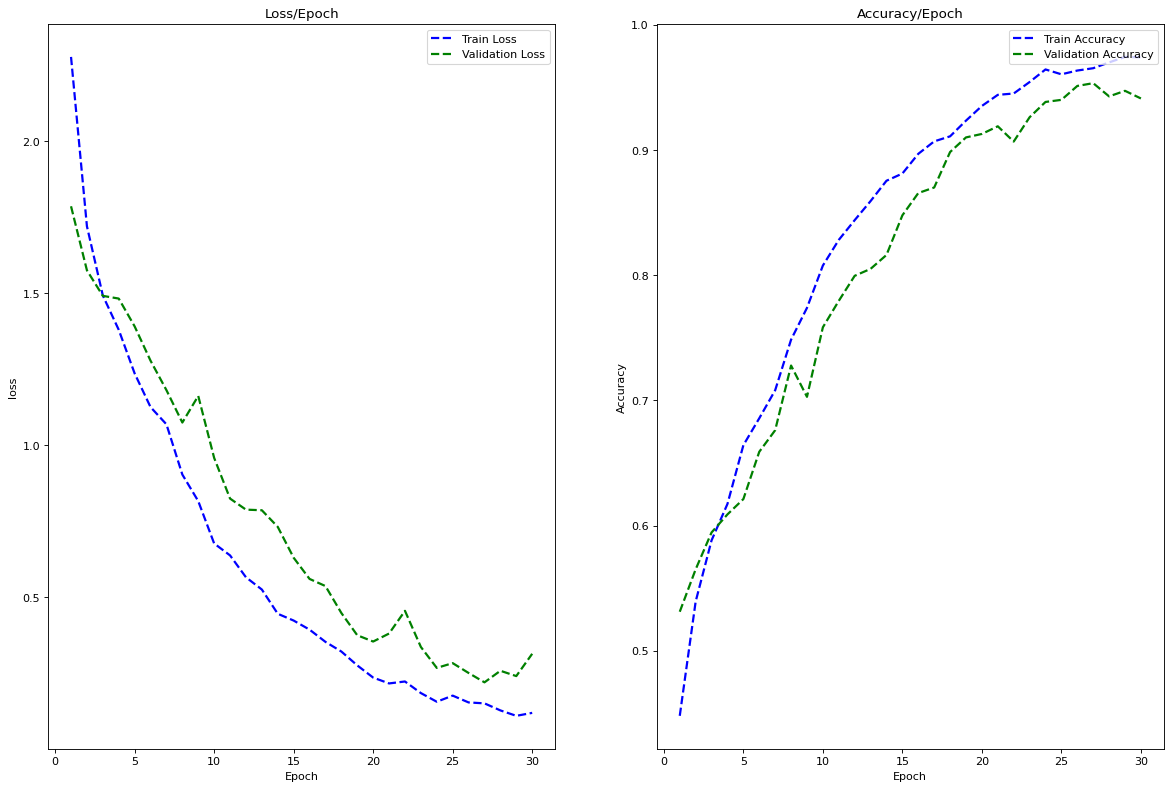 Loss/Epoch
Train Loss
Validation Loss
2.0
1.5
1.0
0.5
loss
0
5
10
15
20
25
30
Epoch
Accuracy/Epoch
Train Accuracy
Validation Accuracy
1.0
0.9
0.8
0.7
0.6
0.5
Accuracy
0
5
10
15
20
25
30
Epoch